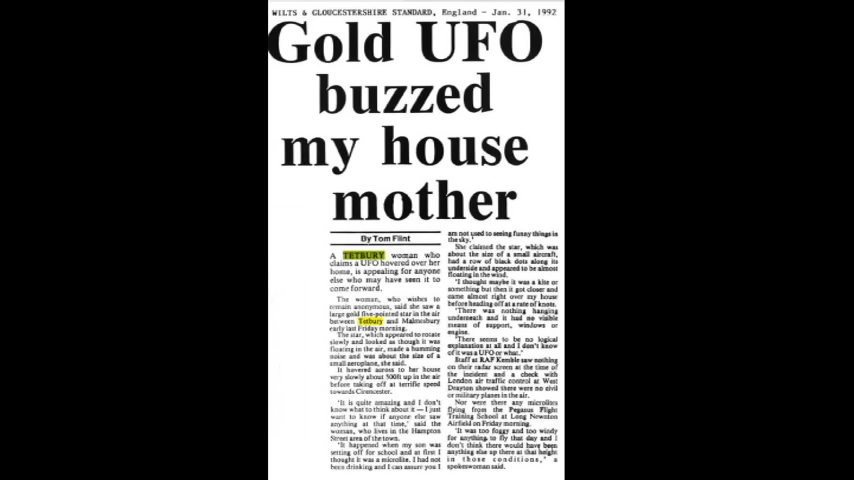 WILTS & GLOUCESTERSHIRE STANDARD, England - Jan. 31, 1992
Gold UFO
buzzed
my house
mother
By Tom Flint
A TETBURY woman who
claims a UFO hovered over her
home, is appealing for anyone
else who may have seen it to
come forward.
The woman, who wishes to
remain anonymous, said she saw a
large gold five-pointed star in the air
between Tetbury and Malmesbury
early last Friday morning.
The star, which appeared to rotate
slowly and looked as though it was
floating in the air, made a humming
noise and was about the size of a
small aeroplane, she said.
It hovered across to her house
very slowly about 500ft up in the air
before taking off at terrific speed
towards Cirencester.
'It is quite amazing and I don't
know what to think about it — I just
want to know if anyone else saw
anything at that time,' said the
woman, who lives in the Hampton
Street area of the town.
'It happened when my son was
setting off for school and at first I
thought it was a microlite. I had not
been drinking and I can assure you I
am not used to seeing funny things in
the sky.'
She claimed the star, which was
about the size of a small aircraft,
had a row of black dots along its
underside and appeared to be almost
floating in the wind.
'I thought maybe it was a kite or
something but then it got closer and
came almost right over my house
before heading off at a rate of knots.
'There was nothing hanging
underneath and it had no visible
means of support, windows or
engine.
'There seems to be no logical
explanation at all and I don't know
of it was a UFO or what.'
Staff at RAF Kemble saw nothing
on their radar screen at the time of
the incident and a check with
London air traffic control at West
Drayton showed there were no civil
or military planes in the air.
Nor were there any microlites
flying from the Pegasus Flight
Training School at Long Newnton
Airfield on Friday morning.
'It was too foggy and too windy
for anything to fly that day and I
don't think there would have been
anything else up there at that height
in those conditions,' a
spokeswoman said.